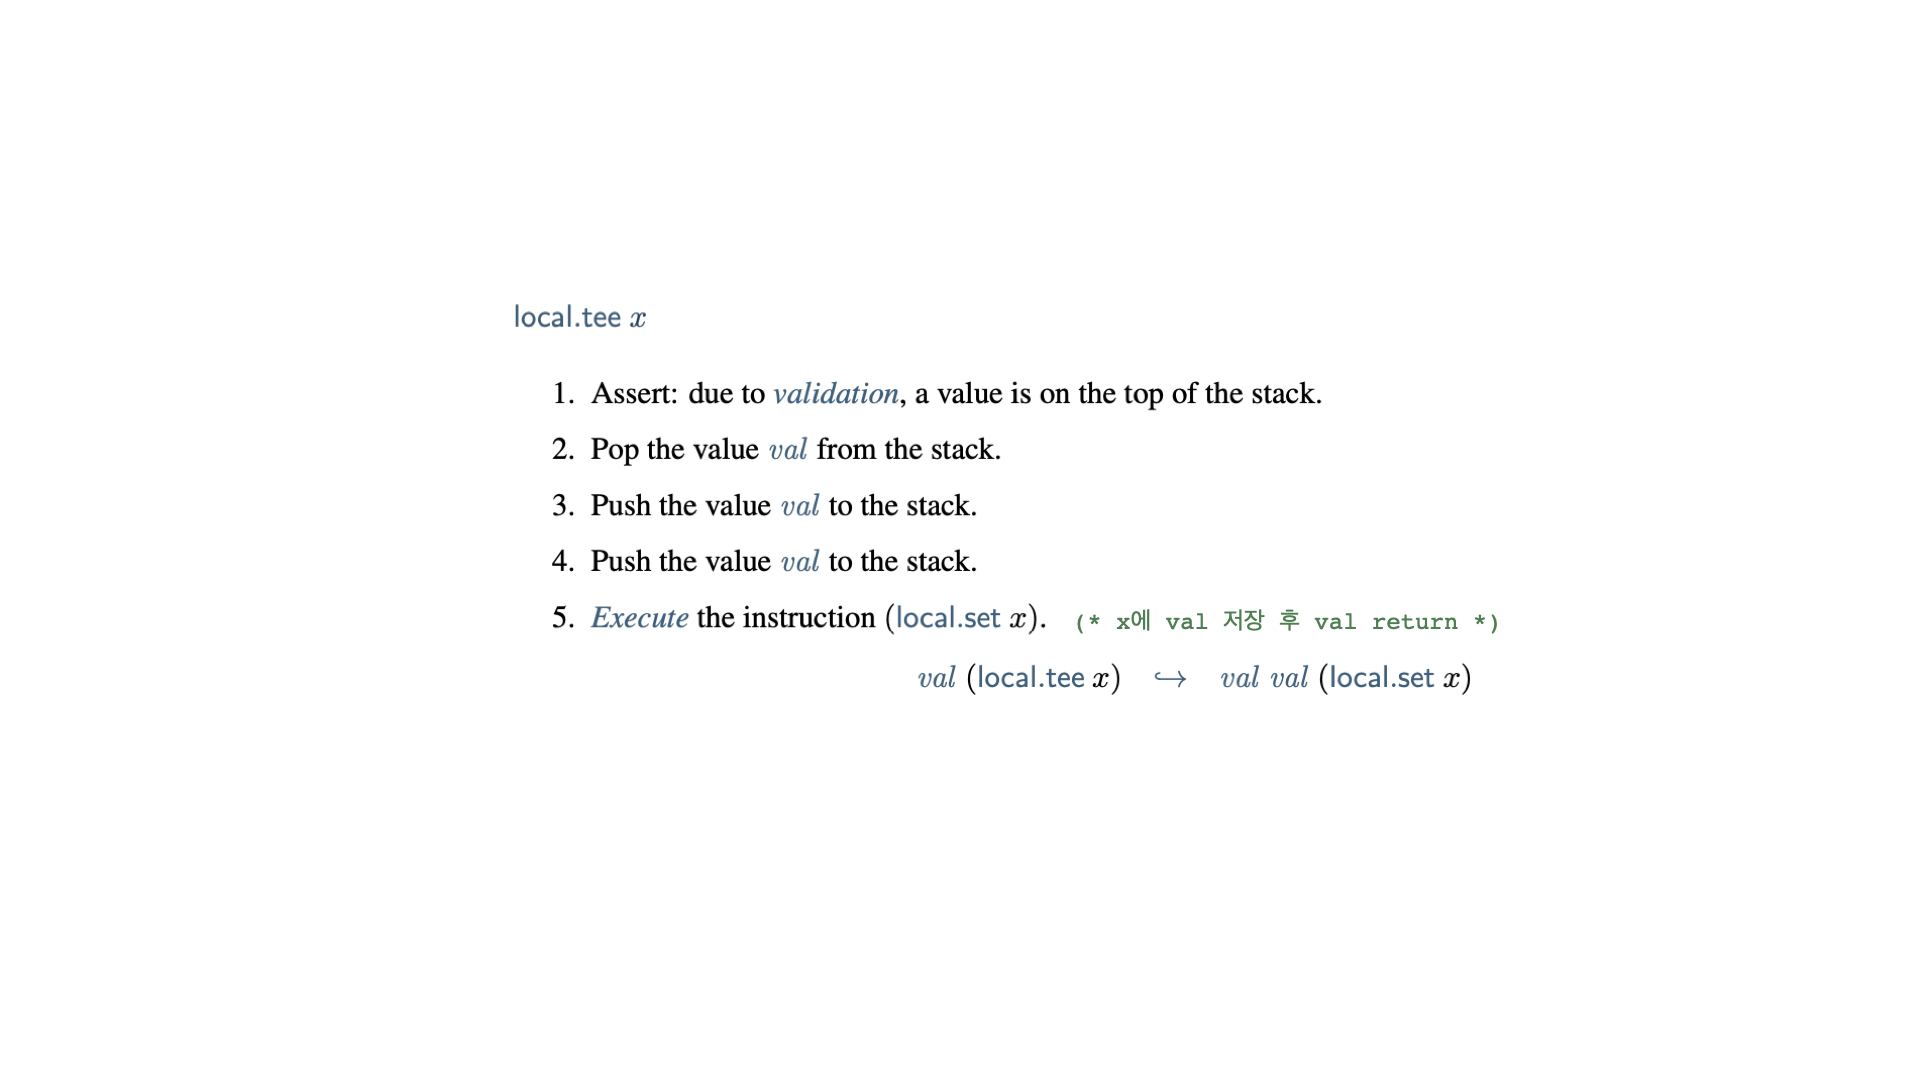 local.tee x
1. Assert: due to validation, a value is on the top of the stack.
2. Pop the value val from the stack.
3. Push the value val to the stack.
4. Push the value val to the stack.
5. Execute the instruction (local.set x). (* x에 val 저장 후 val return *)
val (local.tee x) ↪ val val (local.set x)